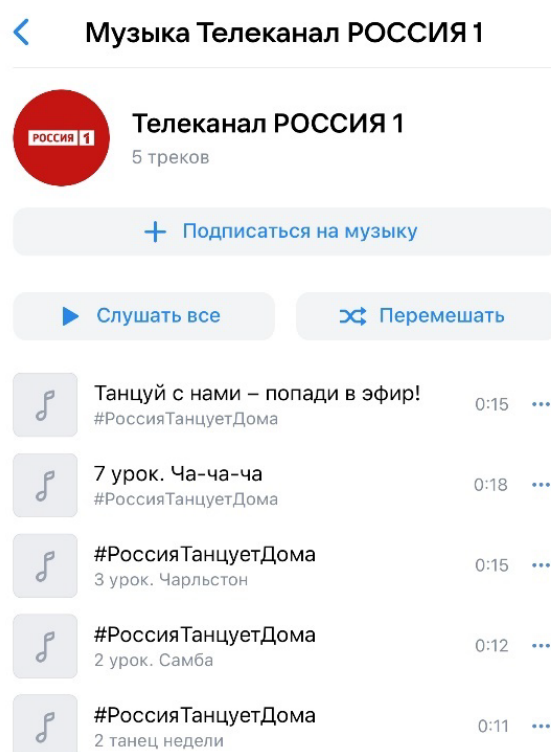 Музыка Телеканал РОССИЯ 1
РОССИЯ 1
Телеканал РОССИЯ 1
5 треков
Подписаться на музыку
Слушать все
Перемешать
Танцуй с нами – попади в эфир!
#РоссияТанцуетДома
0:15
7 урок. Ча-ча-ча
#РоссияТанцуетДома
0:18
#РоссияТанцуетДома
3 урок. Чарльстон
0:15
#РоссияТанцуетДома
2 урок. Самба
0:12
#РоссияТанцуетДома
2 танец недели
0:11